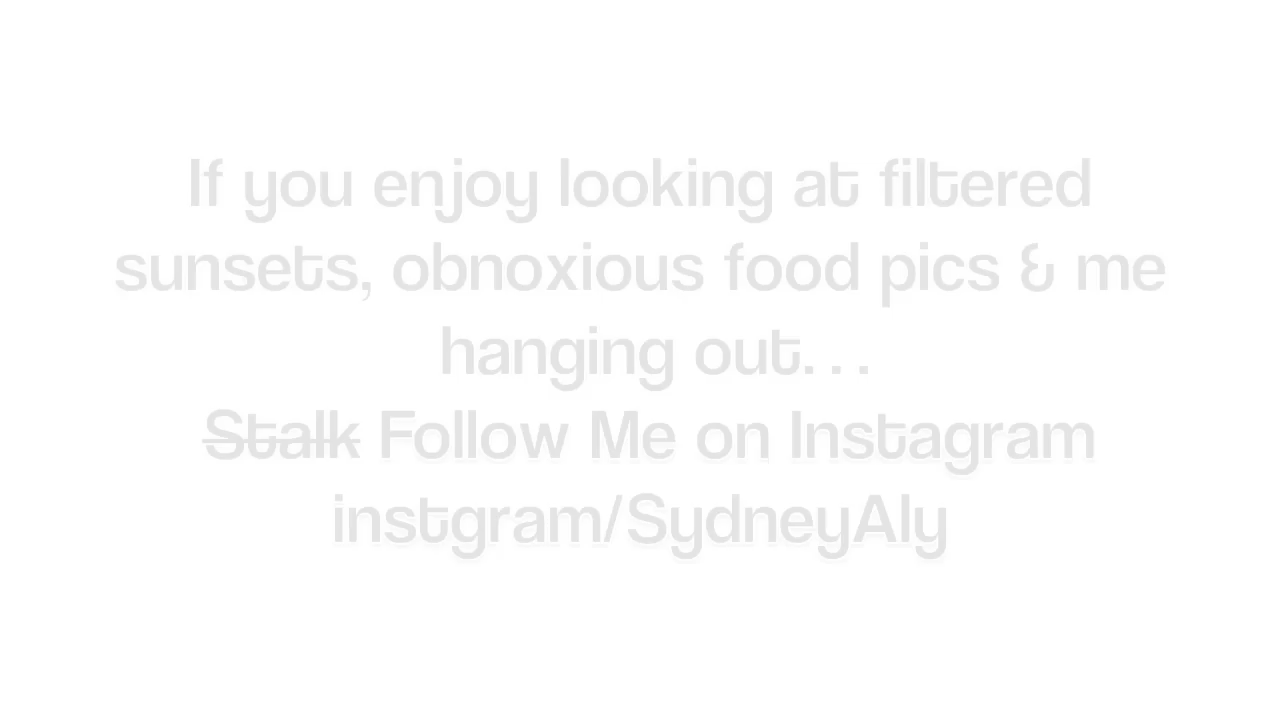 If you enjoy looking at filtered
sunsets, obnoxious food pics & me
hanging out...
Stalk Follow Me on Instagram
instgram/SydneyAly